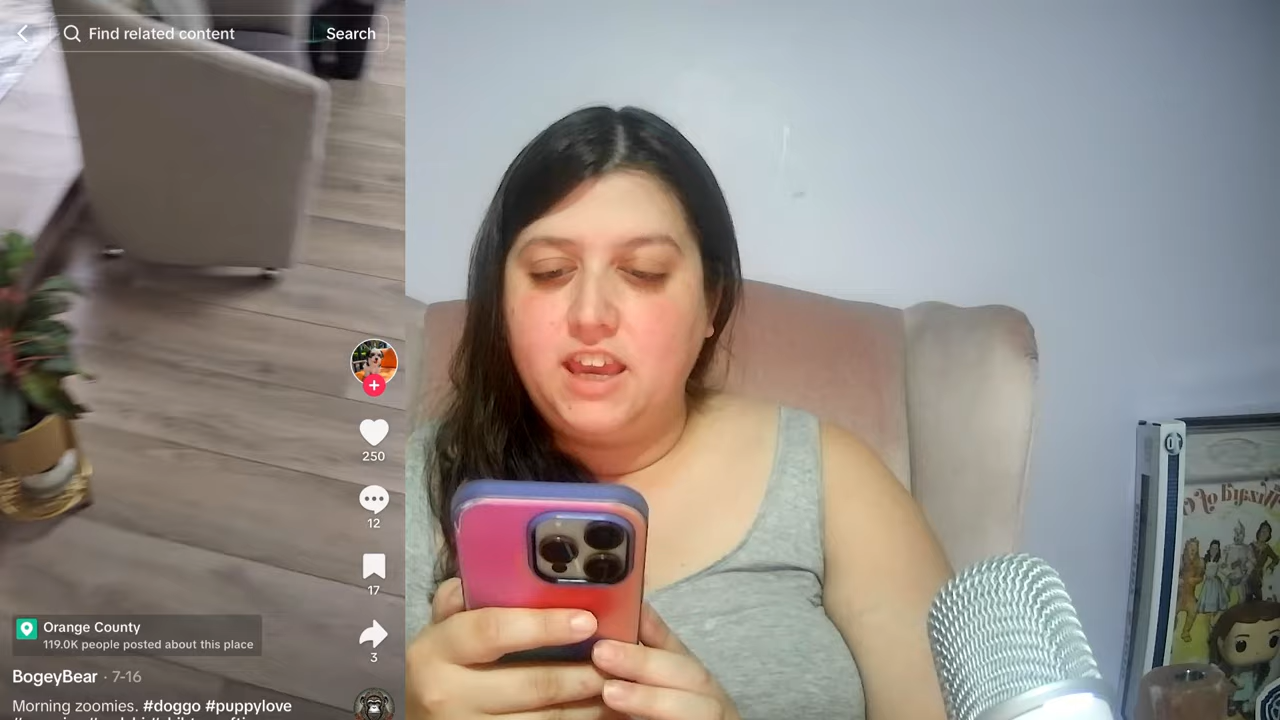 Find related content
Search
250
12
17
Orange County
119.0K people posted about this place
3
BogeyBear · 7-16
Morning zoomies. #doggo #puppylove